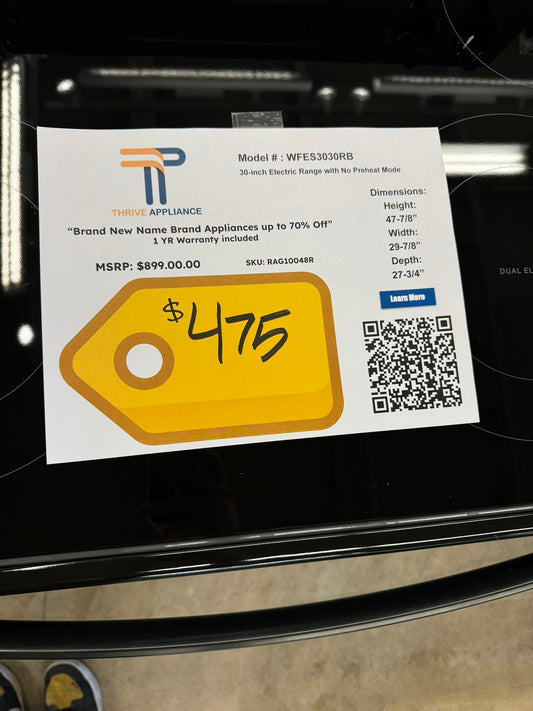 Model # : WFES3030RB
30-inch Electric Range with No Preheat Mode
THRIVE APPLIANCE
“Brand New Name Brand Appliances up to 70% Off”
1 YR Warranty included
MSRP: $899.00.00
SKU: RAG10048R
Dimensions:
Height:
47-7/8"
Width:
29-7/8"
Depth:
27-3/4"
Learn More
$475
DUAL EL